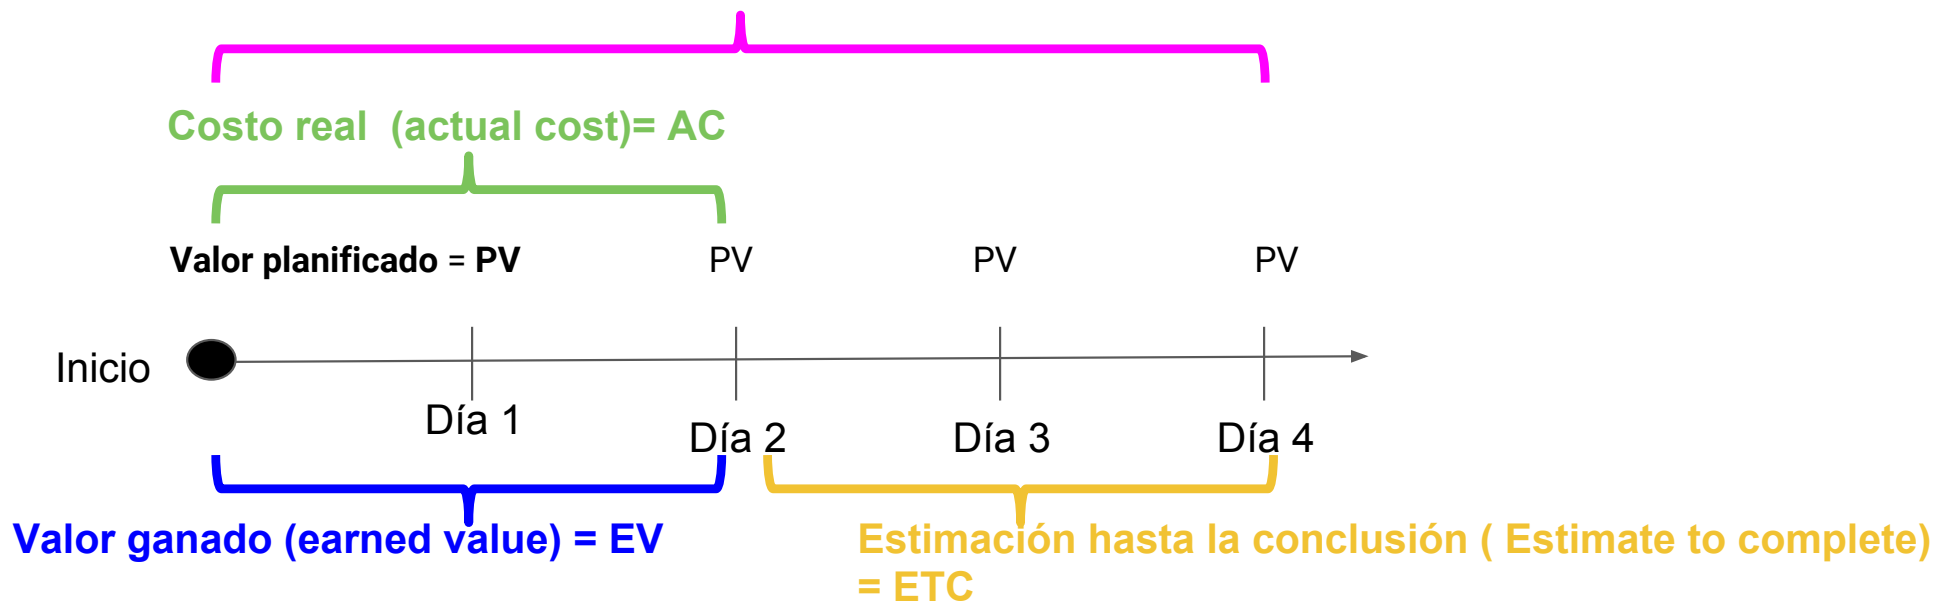 Costo real  (actual cost)= AC
Valor planificado = PV
PV
PV
PV
Inicio
Día 1
Día 2
Día 3
Día 4
Valor ganado (earned value) = EV
Estimación hasta la conclusión ( Estimate to complete)
= ETC